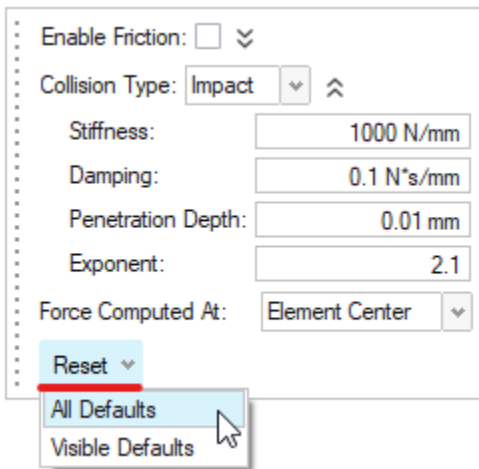 Enable Friction:
Collision Type: Impact
Stiffness: 1000 N/mm
Damping: 0.1 N*s/mm
Penetration Depth: 0.01 mm
Exponent: 2.1
Force Computed At: Element Center
Reset
All Defaults
Visible Defaults